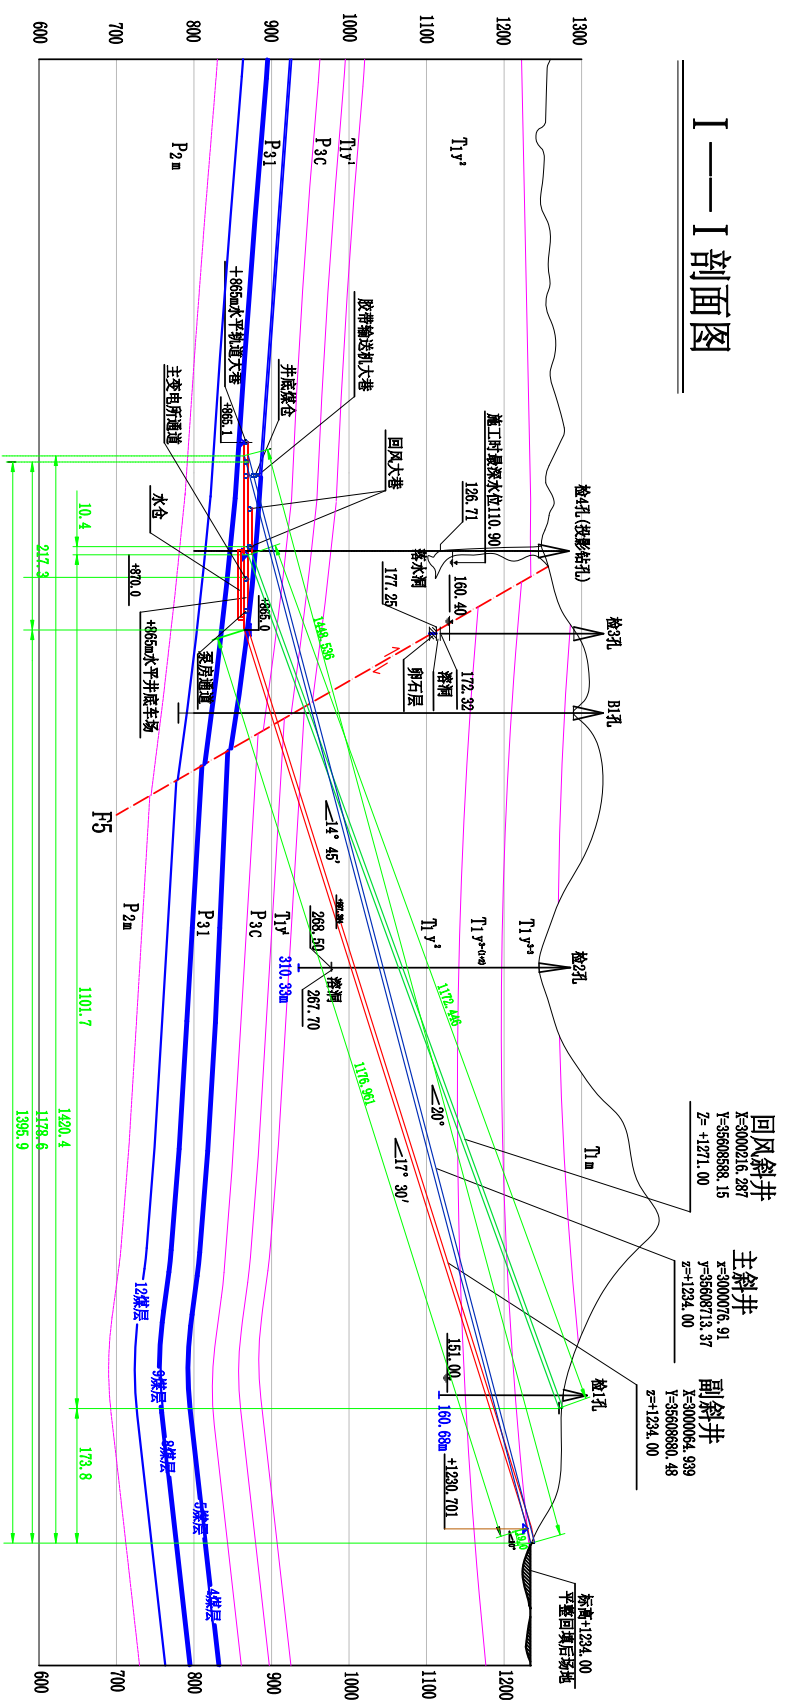 I——I剖面图
600
700
800
900
1000
1100
1200
1300
P2m
P3l
P3c
T1y¹
T1y²
+865m水平轨道大巷
主变电所通道
+865.1
井底煤仓
胶带输送机大巷
回风大巷
水仓
施工时最深水位110.90
126.71
检4孔(投影钻孔)
落水洞
177.25
160.40
检3孔
B1孔
溶洞
172.32
卵石层
10.4
217.3
+870.0
+865.0
+865m水平井底车场
泵房通道
1448.536
F5
14° 45′
P2m
P3l
P3c
T1y¹
T1y²
268.50
310.33m
溶洞
267.70
检2孔
1172.446
1176.961
20°
17° 30′
T1m
1101.7
1420.4
1178.6
1395.9
173.8
回风斜井
X=3000216.287
Y=35608588.15
Z= +1271.00
主斜井
x=3000076.91
y=35608713.37
z=+1234.00
副斜井
X=3000064.939
Y=35608680.48
z=+1234.00
检1孔
151.00
160.68m
+1230.701
12煤层
9煤层
8煤层
5煤层
4煤层
标高+1234.00
平整回填后场地
600
700
800
900
1000
1100
1200